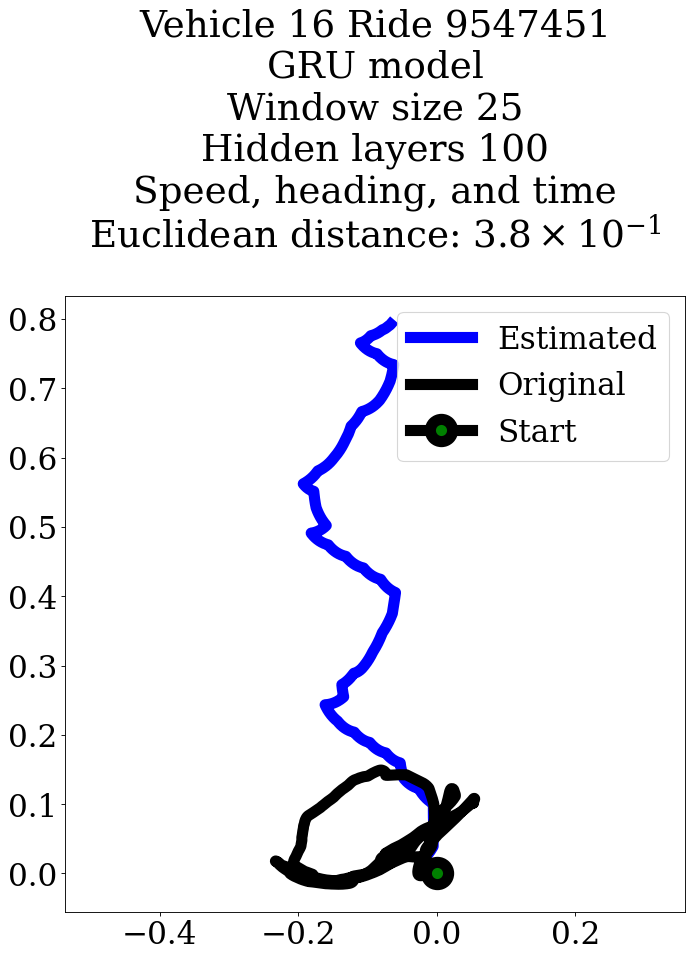 Vehicle 16 Ride 9547451
GRU model
Window size 25
Hidden layers 100
Speed, heading, and time
Euclidean distance: 3.8 × 10⁻¹
Estimated
Original
Start
0.8
0.7
0.6
0.5
0.4
0.3
0.2
0.1
0.0
−0.4 −0.2 0.0 0.2